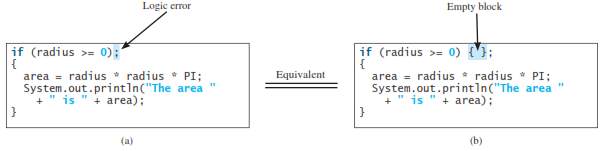 Logic error
if (radius >= 0);
{
area = radius * radius * PI;
System.out.println("The area "
+ " is " + area);
}
(a)
Equivalent
Empty block
if (radius >= 0) { };
{
area = radius * radius * PI;
System.out.println("The area "
+ " is " + area);
}
(b)